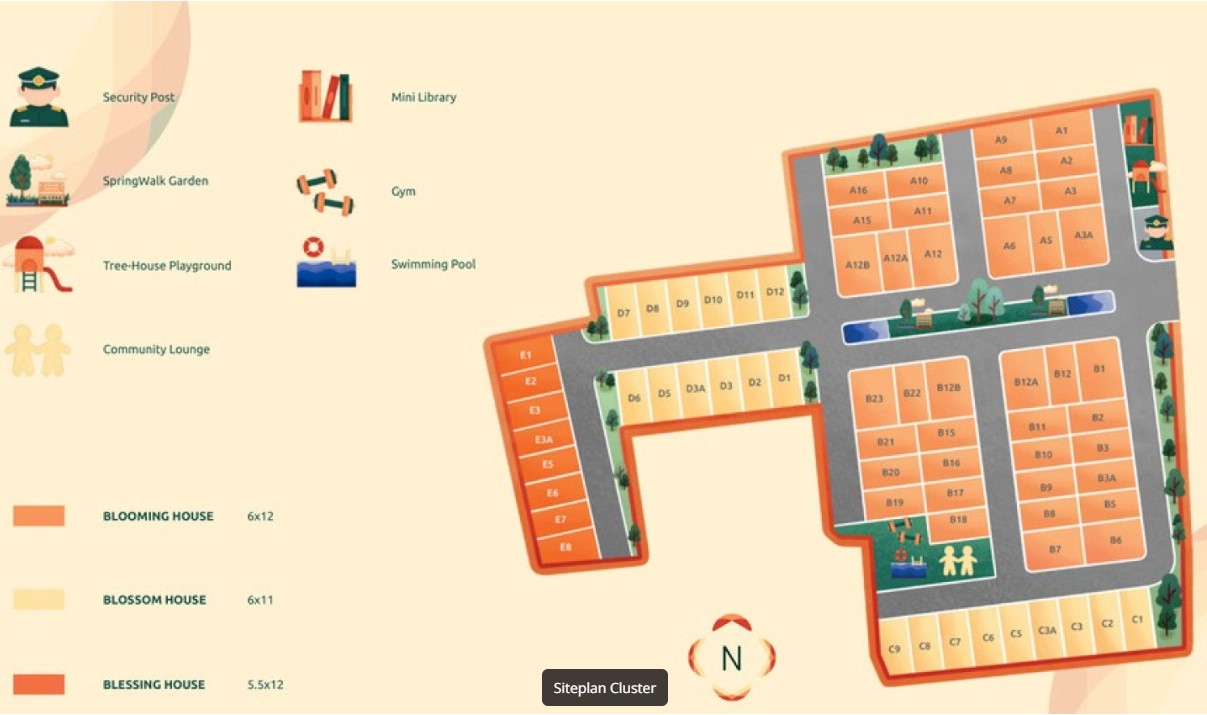 Security Post
Mini Library
SpringWalk Garden
Gym
Tree-House Playground
Swimming Pool
Community Lounge
BLOOMING HOUSE 6x12
BLOSSOM HOUSE 6x11
BLESSING HOUSE 5.5x12
A9 A1
A8 A2
A7 A3
A6 A5 A3A
A16 A10
A15 A11
A12B A12A A12
D7 D8 D9 D10 D11 D12
D6 D5 D3A D3 D2 D1
E1
E2
E3
E3A
E5
E6
E7
E8
B23 B22 B12B
B21 B15
B20 B16
B19 B17
B18
B12A B12 B1
B11 B2
B10 B3
B9 B3A
B8 B5
B7 B6
C9 C8 C7 C6 C5 C3A C3 C2 C1
N
Siteplan Cluster